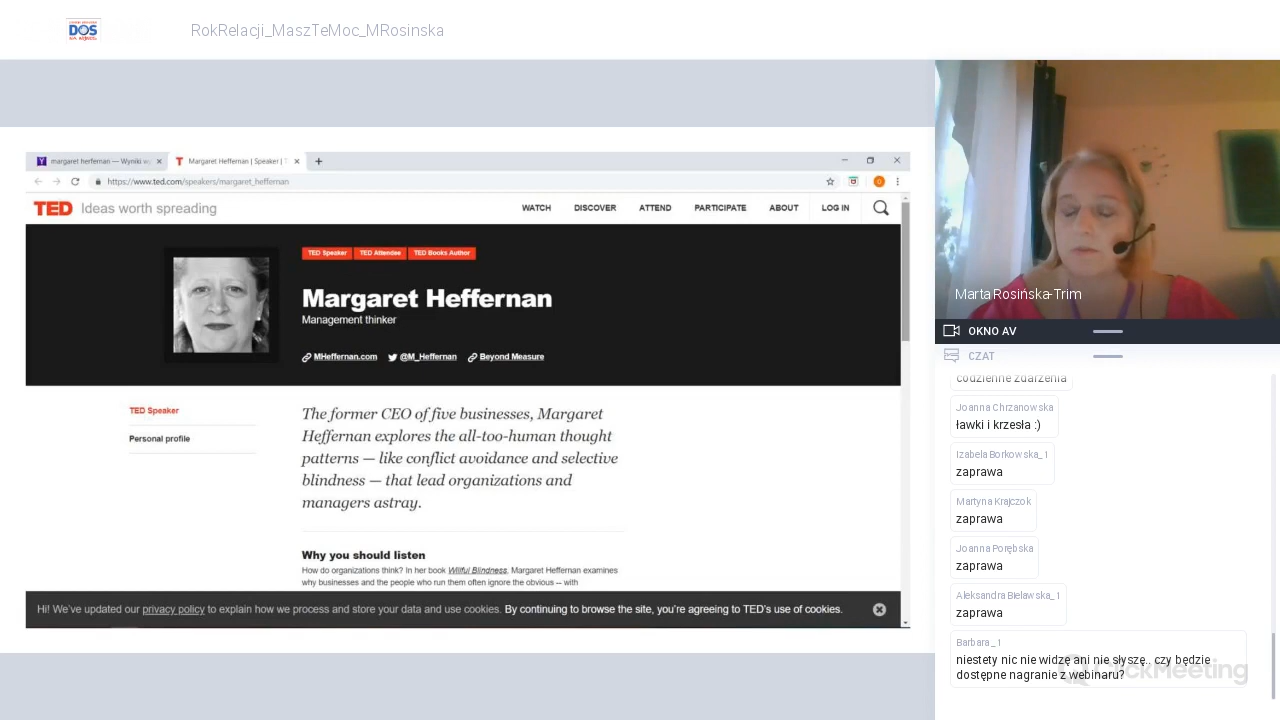 DOS
RokRelacji_MaszTeMoc_MRosinska
margaret herfernan — Wyniki wy
Margaret Heffernan | Speaker | T
https://www.ted.com/speakers/margaret_heffernan
TED Ideas worth spreading
WATCH DISCOVER ATTEND PARTICIPATE ABOUT LOG IN
TED Speaker TED Attendee TED Books Author
Margaret Heffernan
Management thinker
MHeffernan.com @M_Heffernan Beyond Measure
TED Speaker
Personal profile
The former CEO of five businesses, Margaret
Heffernan explores the all-too-human thought
patterns — like conflict avoidance and selective
blindness — that lead organizations and
managers astray.
Why you should listen
How do organizations think? In her book Willful Blindness, Margaret Heffernan examines
why businesses and the people who run them often ignore the obvious -- with
Hi! We've updated our privacy policy to explain how we process and store your data and use cookies. By continuing to browse the site, you're agreeing to TED's use of cookies.
Marta Rosińska-Trim
OKNO AV
CZAT
codzienne zdarzenia
Joanna Chrzanowska
ławki i krzesła :)
Izabela Borkowska_1
zaprawa
Martyna Krajczok
zaprawa
Joanna Porębska
zaprawa
Aleksandra Bielawska_1
zaprawa
Barbara_1
niestety nic nie widzę ani nie słyszę.. czy będzie
dostępne nagranie z webinaru?
ClickMeeting